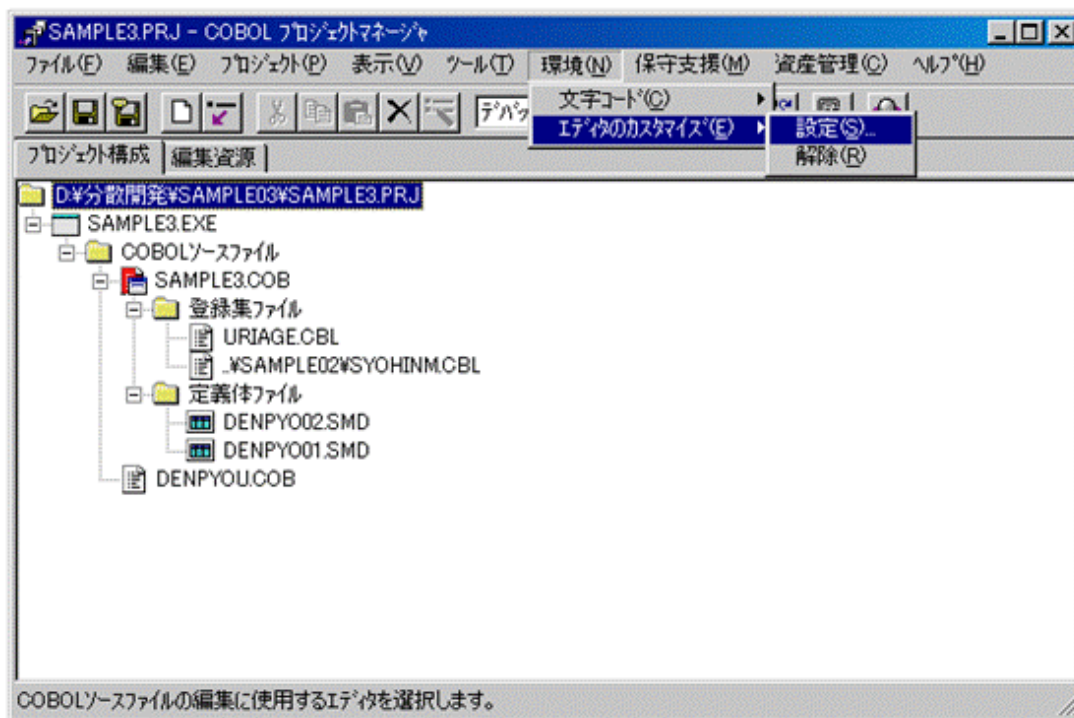 SAMPLE3.PRJ - COBOL ﾌﾟﾛｼﾞｪｸﾄﾏﾈｰｼﾞｬ
ﾌｧｲﾙ(F) 編集(E) ﾌﾟﾛｼﾞｪｸﾄ(P) 表示(V) ﾂｰﾙ(T) 環境(N) 保守支援(M) 資産管理(C) ﾍﾙﾌﾟ(H)
ﾃﾞﾊﾞｯ
文字ｺｰﾄﾞ(C)
ｴﾃﾞｨﾀのｶｽﾀﾏｲｽﾞ(E) 設定(S)...
解除(R)
ﾌﾟﾛｼﾞｪｸﾄ構成 編集資源
D:¥分散開発¥SAMPLE03¥SAMPLE3.PRJ
SAMPLE3.EXE
COBOLｿｰｽﾌｧｲﾙ
SAMPLE3.COB
登録集ﾌｧｲﾙ
URIAGE.CBL
..¥SAMPLE02¥SYOHINM.CBL
定義体ﾌｧｲﾙ
DENPYO02.SMD
DENPYO01.SMD
DENPYOU.COB
COBOLｿｰｽﾌｧｲﾙの編集に使用するｴﾃﾞｨﾀを選択します。